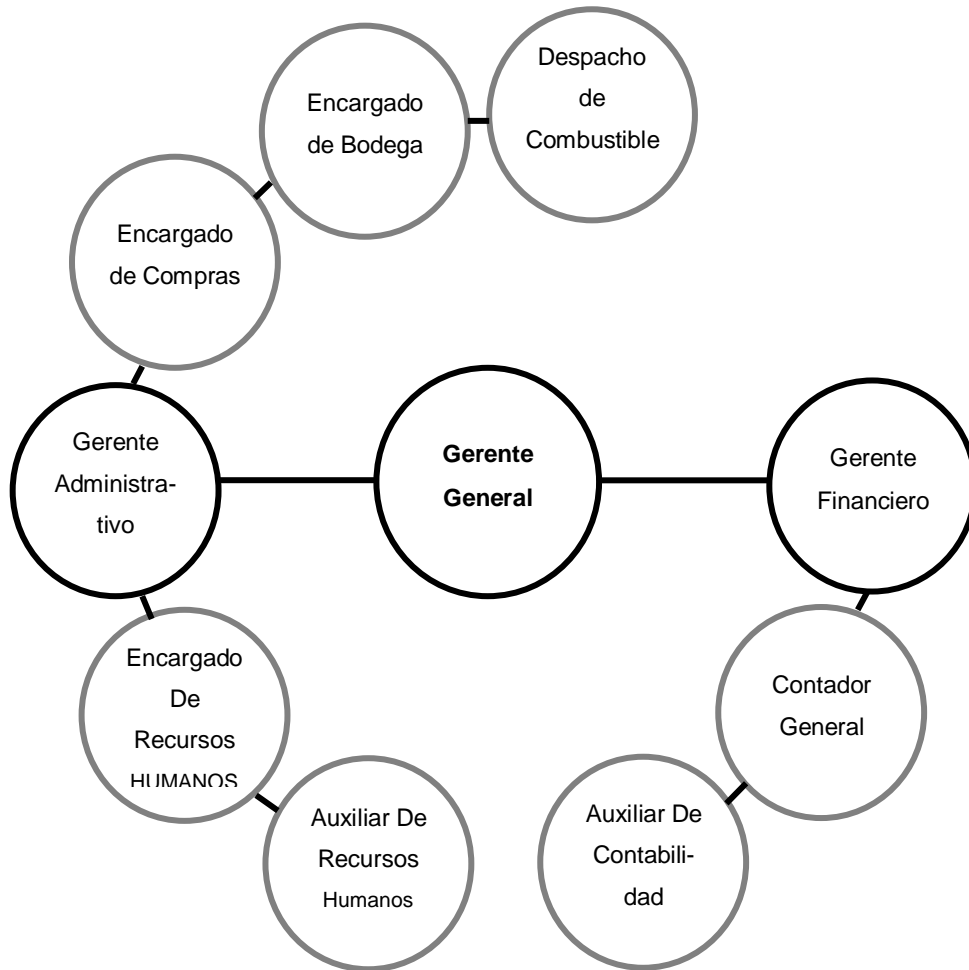 Despacho
de
Combustible
Encargado
de Bodega
Encargado
de Compras
Gerente
Administra-
tivo
Gerente
General
Gerente
Financiero
Encargado
De
Recursos
HUMANOS
Contador
General
Auxiliar De
Recursos
Humanos
Auxiliar De
Contabili-
dad